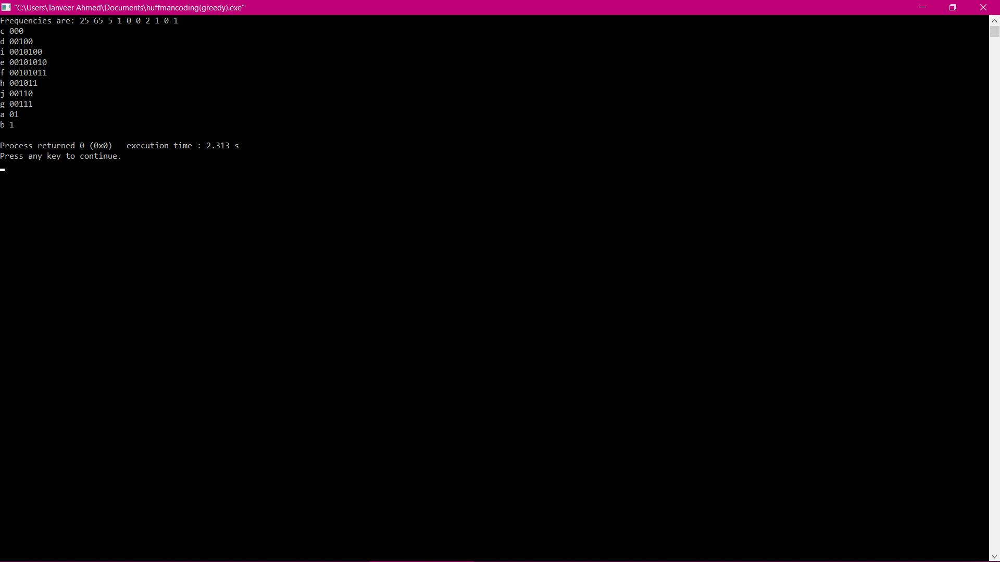 "C:\Users\Tanveer Ahmed\Documents\huffmancoding(greedy).exe"
Frequencies are: 25 65 5 1 0 0 2 1 0 1
c 000
d 00100
i 0010100
e 00101010
f 00101011
h 001011
j 00110
g 00111
a 01
b 1
Process returned 0 (0x0)   execution time : 2.313 s
Press any key to continue.